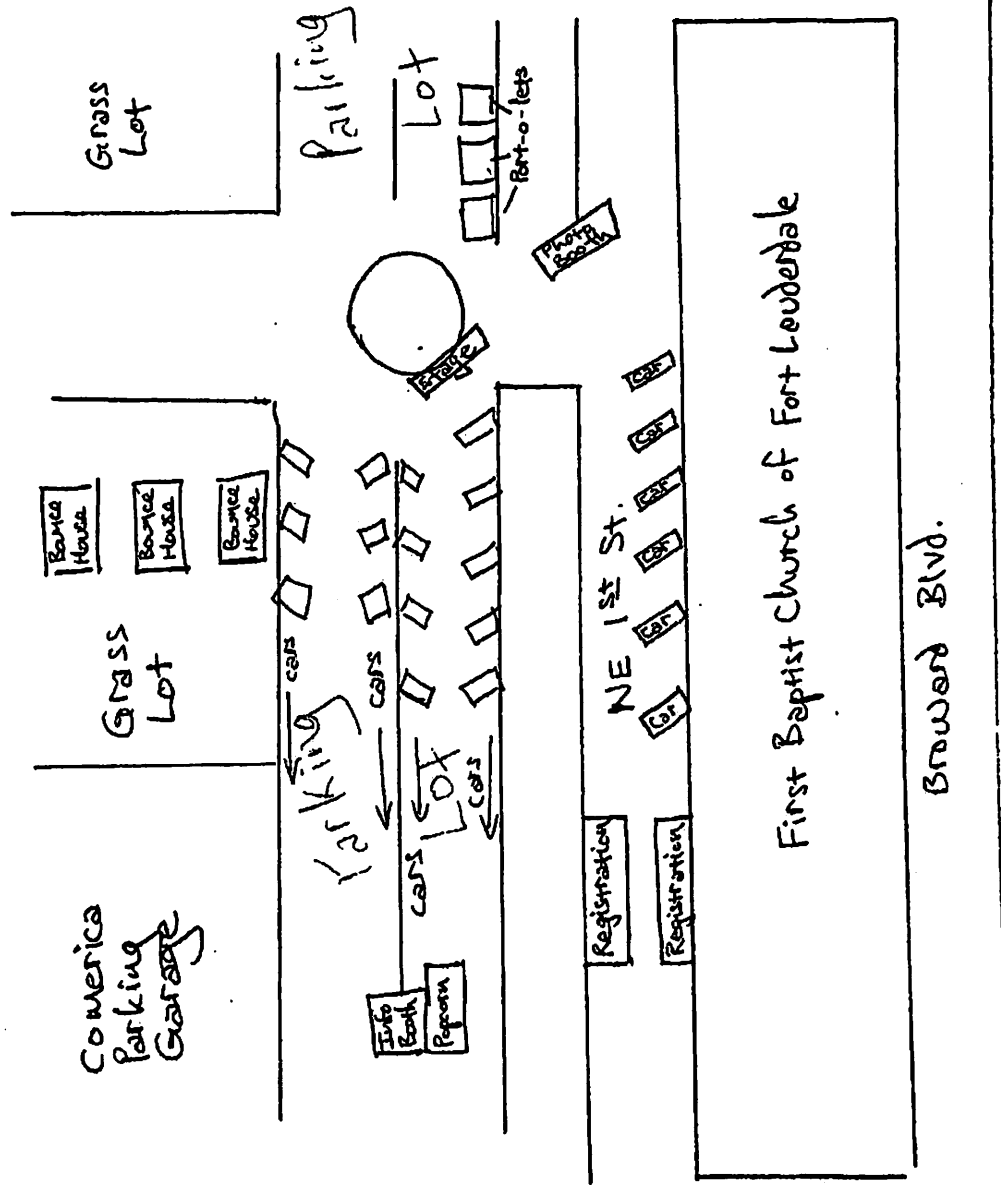 Comerica
Parking
Garage
Grass
Lot
Bounce
House
Bounce
House
Bounce
House
Grass
Lot
cars
Parking
cars
Parking
Lot
cars
Lot
cars
Info
Booth
Popcorn
Stage
Port-o-lets
Photo
Booth
Registration
NE 1st St.
Registration
Car
Car
Car
Car
Car
Car
First Baptist Church of Fort Lauderdale
Broward Blvd.